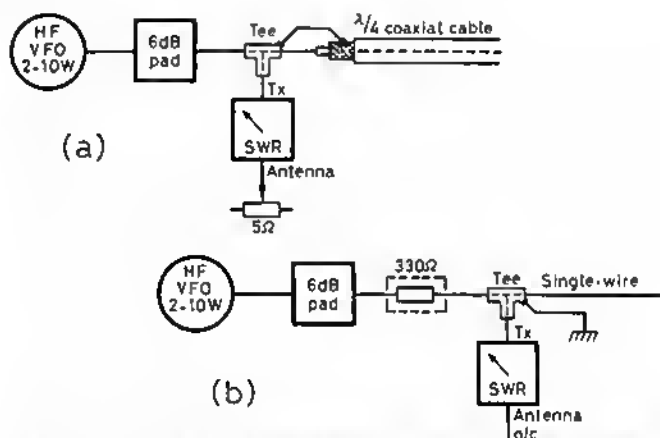 HF
VFO
2-10W
6dB
pad
Tee
λ/4 coaxial cable
Tx
SWR
Antenna
5Ω
(a)
HF
VFO
2-10W
6dB
pad
330Ω
Tee
Single-wire
Tx
SWR
Antenna
o/c
(b)